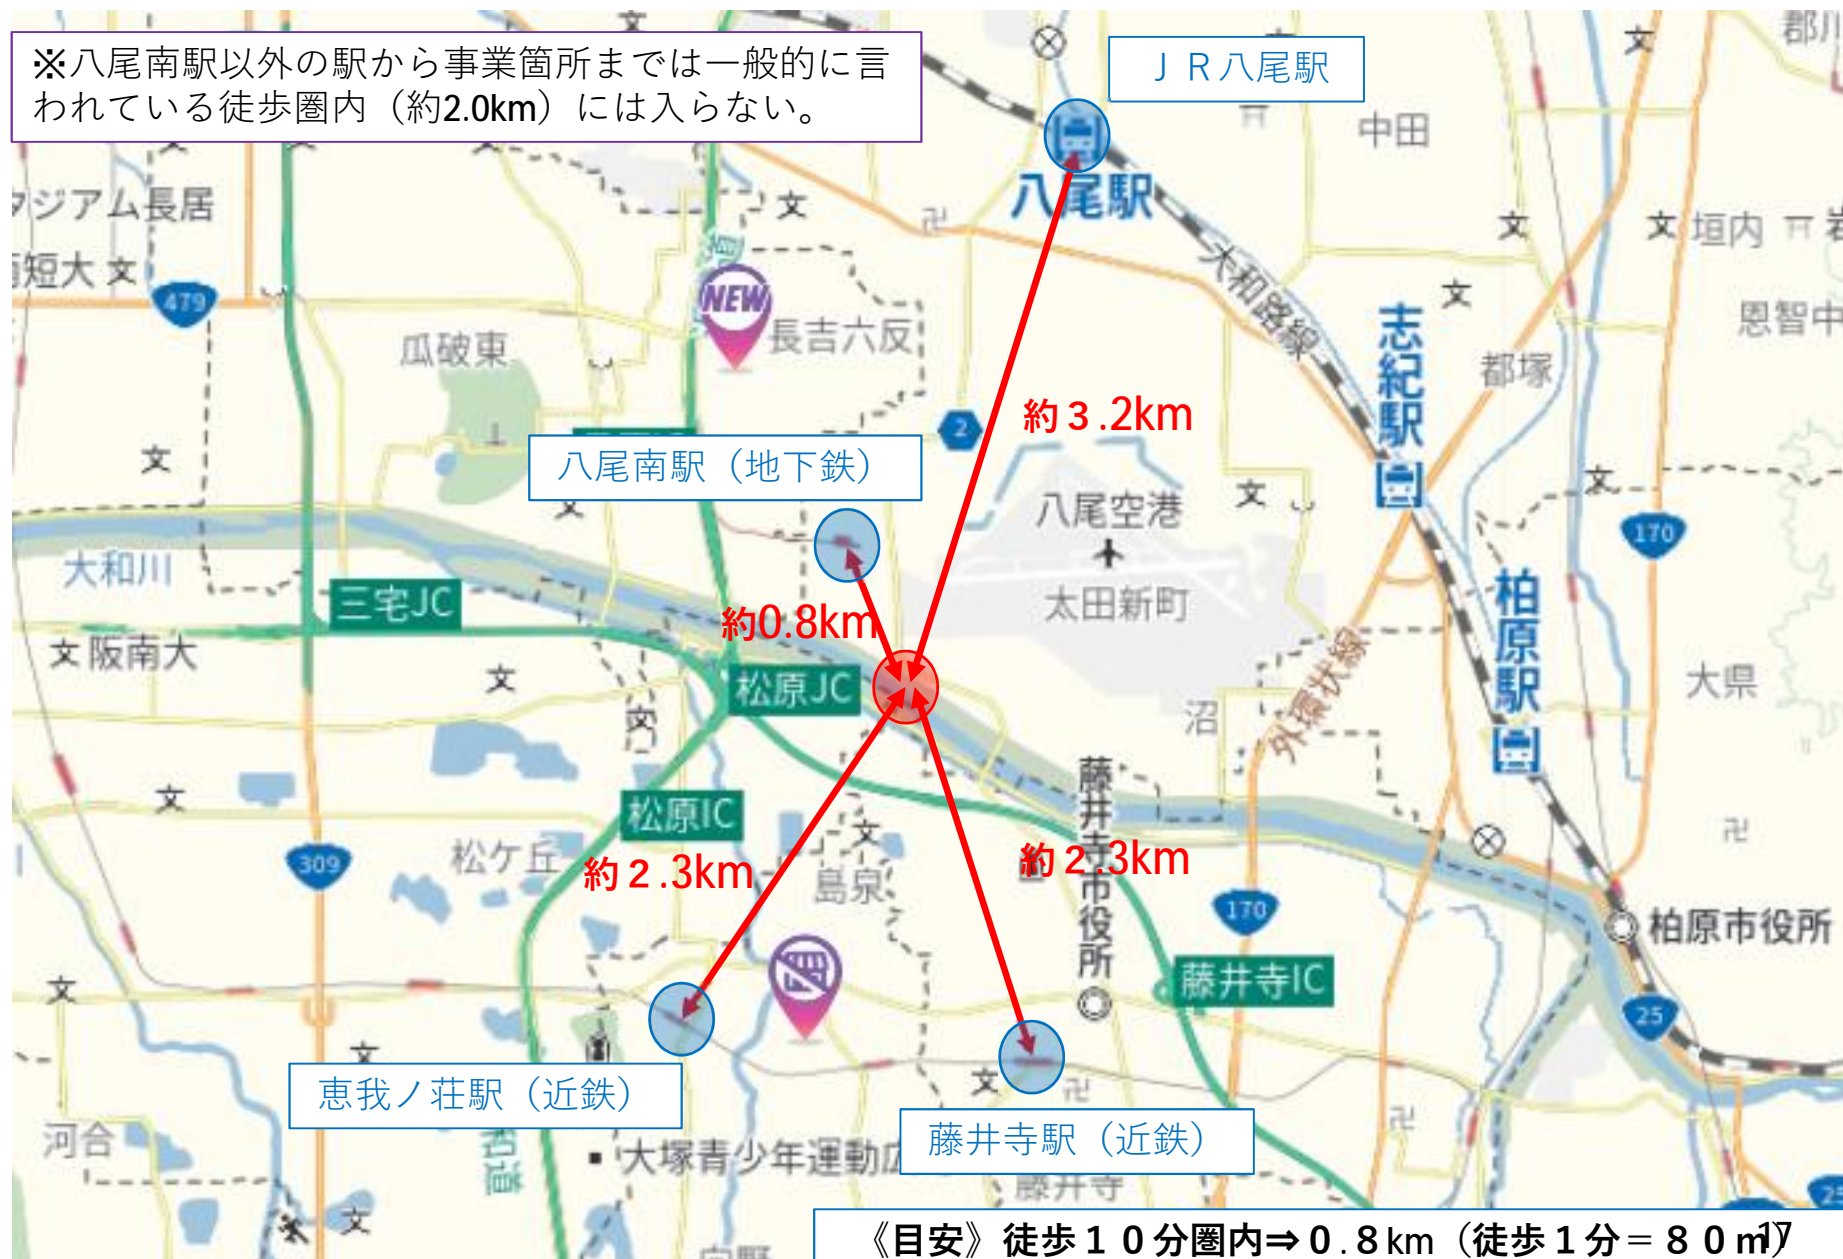 ※八尾南駅以外の駅から事業箇所までは一般的に言
われている徒歩圏内（約2.0km）には入らない。
ＪＲ八尾駅
郡川
中田
八尾駅
タジアム長居
短大
道
垣内
479
NEW
大和路線
恩智中
瓜破東
長吉六反
志紀駅
都塚
2
約３.2km
八尾南駅（地下鉄）
八尾空港
170
大和川
三宅JC
太田新町
柏原駅
約0.8km
阪南大
外環状線
松原JC
沼
大県
藤井寺市役所
松原IC
309
松ケ丘
約２.3km
島泉
約２.3km
170
柏原市役所
藤井寺IC
25
恵我ノ荘駅（近鉄）
藤井寺駅（近鉄）
河合
和道
大塚青少年運動広
藤井寺
25
向野
《目安》徒歩１０分圏内⇒０.８km（徒歩１分＝８０ｍ）
17